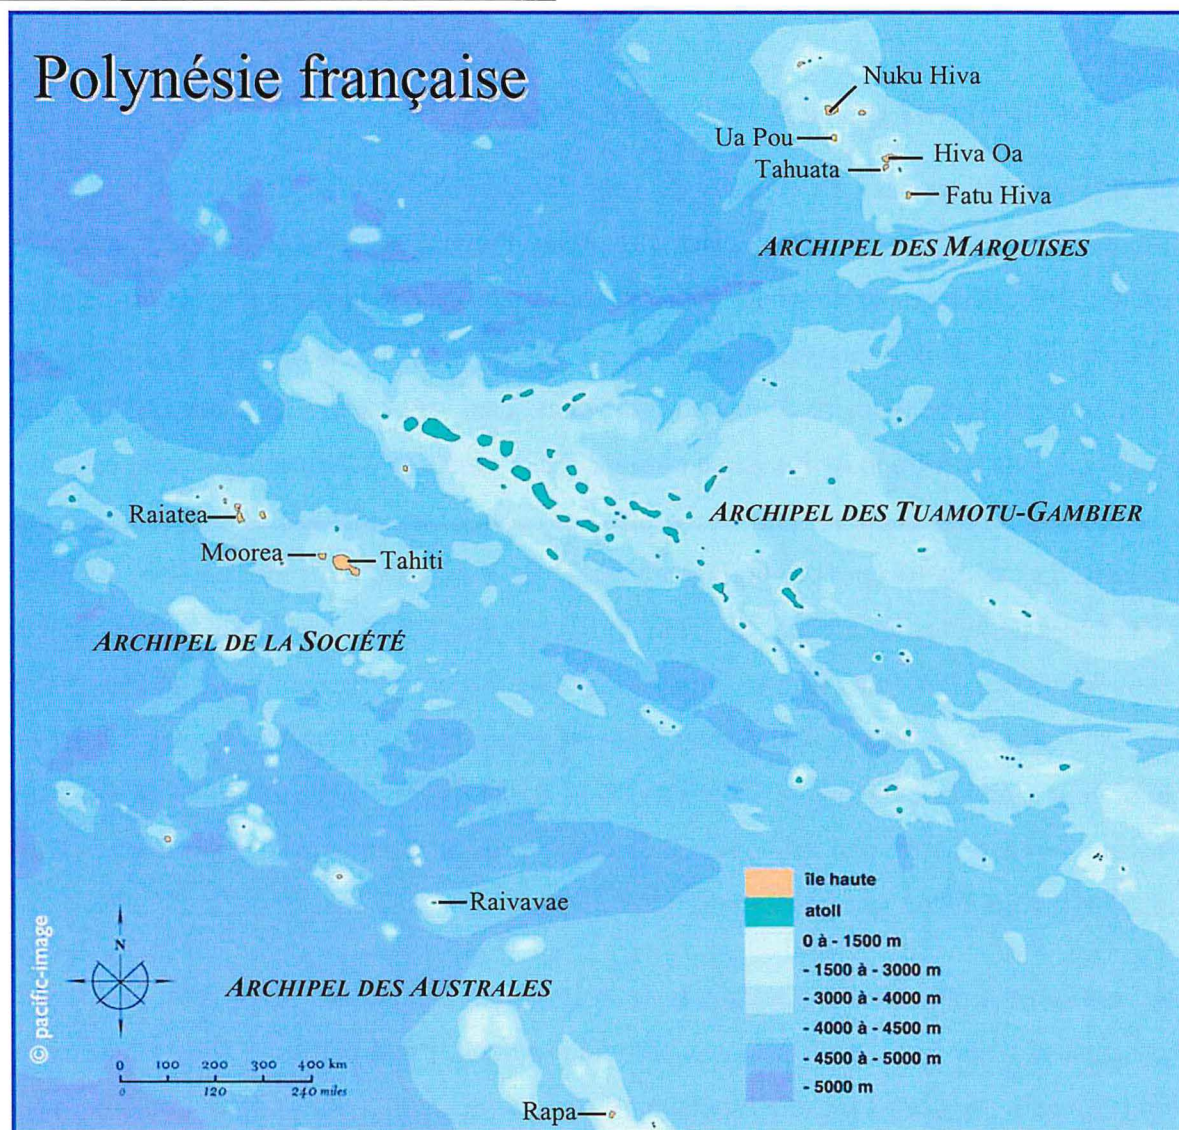 Polynésie française
Nuku Hiva
Ua Pou
Hiva Oa
Tahuata
Fatu Hiva
ARCHIPEL DES MARQUISES
ARCHIPEL DES TUAMOTU-GAMBIER
Raiatea
Moorea
Tahiti
ARCHIPEL DE LA SOCIÉTÉ
Raivavae
ARCHIPEL DES AUSTRALES
Rapa
île haute
atoll
0 à - 1500 m
- 1500 à - 3000 m
- 3000 à - 4000 m
- 4000 à - 4500 m
- 4500 à - 5000 m
- 5000 m
N
0 100 200 300 400 km
0 120 240 miles
© pacific-image